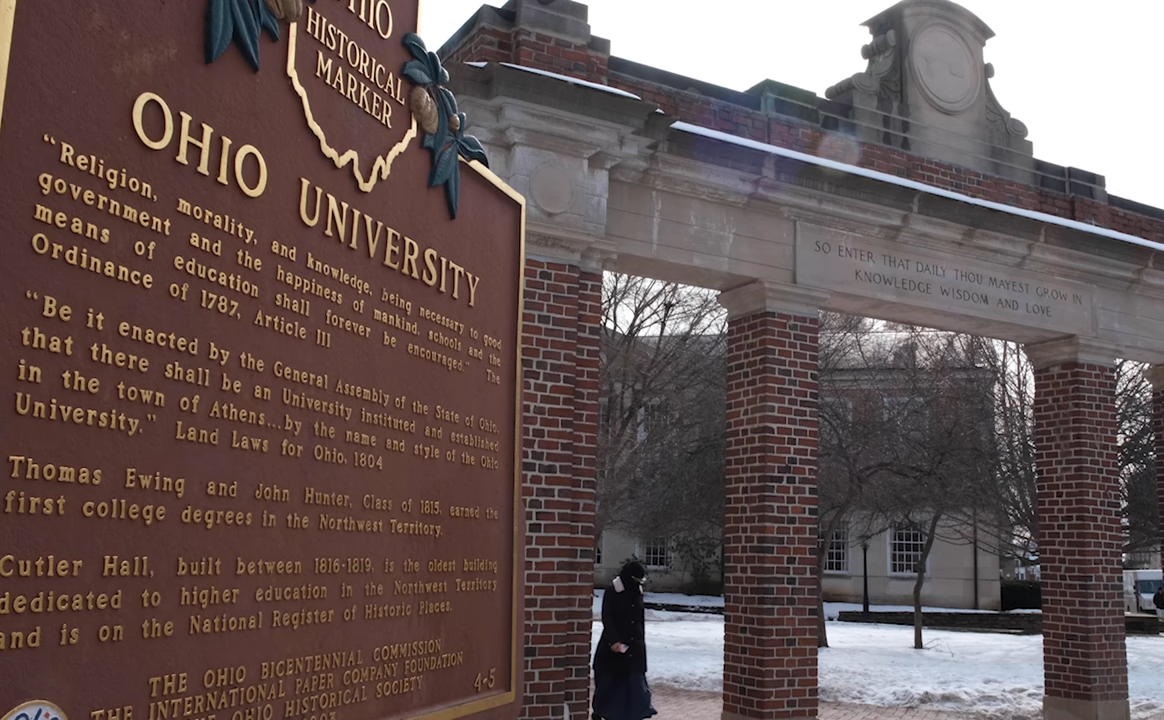 OHIO
HISTORICAL
MARKER
OHIO UNIVERSITY
“Religion, morality, and knowledge, being necessary to good
government and the happiness of mankind, schools and the
means of education shall forever be encouraged.” The
Ordinance of 1787, Article III
“Be it enacted by the General Assembly of the State of Ohio,
that there shall be an University instituted and established
in the town of Athens...by the name and style of the Ohio
University.” Land Laws for Ohio, 1804
Thomas Ewing and John Hunter, Class of 1815, earned the
first college degrees in the Northwest Territory.
Cutler Hall, built between 1816-1819, is the oldest building
dedicated to higher education in the Northwest Territory
and is on the National Register of Historic Places.
THE OHIO BICENTENNIAL COMMISSION
THE INTERNATIONAL PAPER COMPANY FOUNDATION
THE OHIO HISTORICAL SOCIETY
2003
4-5
SO ENTER THAT DAILY THOU MAYEST GROW IN
KNOWLEDGE WISDOM AND LOVE